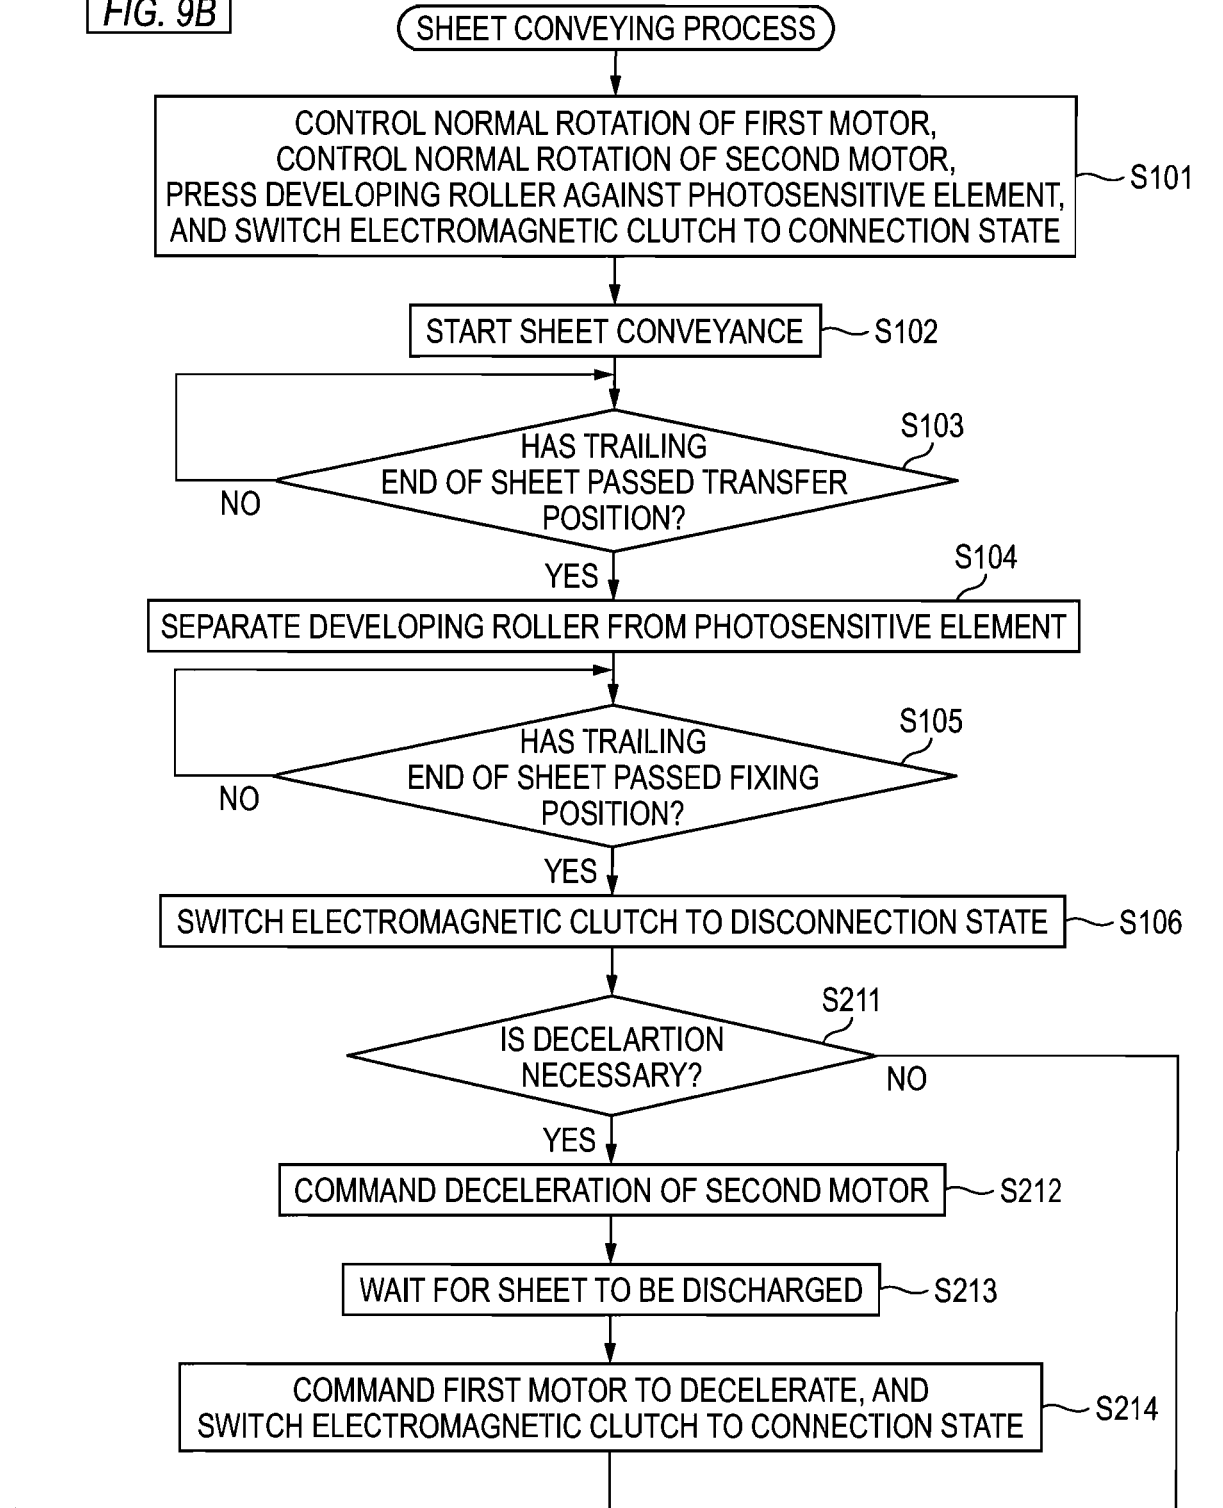 FIG. 9B
SHEET CONVEYING PROCESS
CONTROL NORMAL ROTATION OF FIRST MOTOR,
CONTROL NORMAL ROTATION OF SECOND MOTOR,
PRESS DEVELOPING ROLLER AGAINST PHOTOSENSITIVE ELEMENT,
AND SWITCH ELECTROMAGNETIC CLUTCH TO CONNECTION STATE
S101
START SHEET CONVEYANCE
S102
S103
HAS TRAILING
END OF SHEET PASSED TRANSFER
POSITION?
NO
YES
S104
SEPARATE DEVELOPING ROLLER FROM PHOTOSENSITIVE ELEMENT
S105
HAS TRAILING
END OF SHEET PASSED FIXING
POSITION?
NO
YES
SWITCH ELECTROMAGNETIC CLUTCH TO DISCONNECTION STATE
S106
S211
IS DECELARTION
NECESSARY?
NO
YES
COMMAND DECELERATION OF SECOND MOTOR
S212
WAIT FOR SHEET TO BE DISCHARGED
S213
COMMAND FIRST MOTOR TO DECELERATE, AND
SWITCH ELECTROMAGNETIC CLUTCH TO CONNECTION STATE
S214